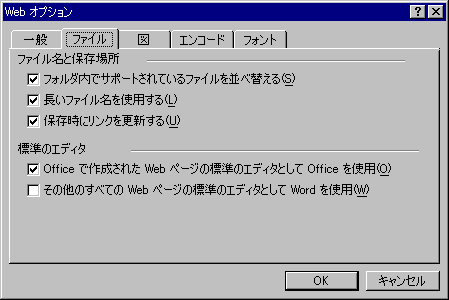 Web オプション
一般 ファイル 図 エンコード フォント
ファイル名と保存場所
フォルダ内でサポートされているファイルを並べ替える(S)
長いファイル名を使用する(L)
保存時にリンクを更新する(U)
標準のエディタ
Office で作成された Web ページの標準のエディタとして Office を使用(O)
その他のすべての Web ページの標準のエディタとして Word を使用(W)
OK キャンセル